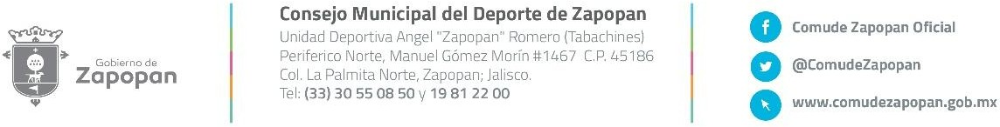 Gobierno de
Zapopan
Consejo Municipal del Deporte de Zapopan
Unidad Deportiva Angel "Zapopan" Romero (Tabachines)
Periferico Norte, Manuel Gómez Morín #1467 C.P. 45186
Col. La Palmita Norte, Zapopan; Jalisco.
Tel: (33) 30 55 08 50 y 19 81 22 00
Comude Zapopan Oficial
@ComudeZapopan
www.comudezapopan.gob.mx